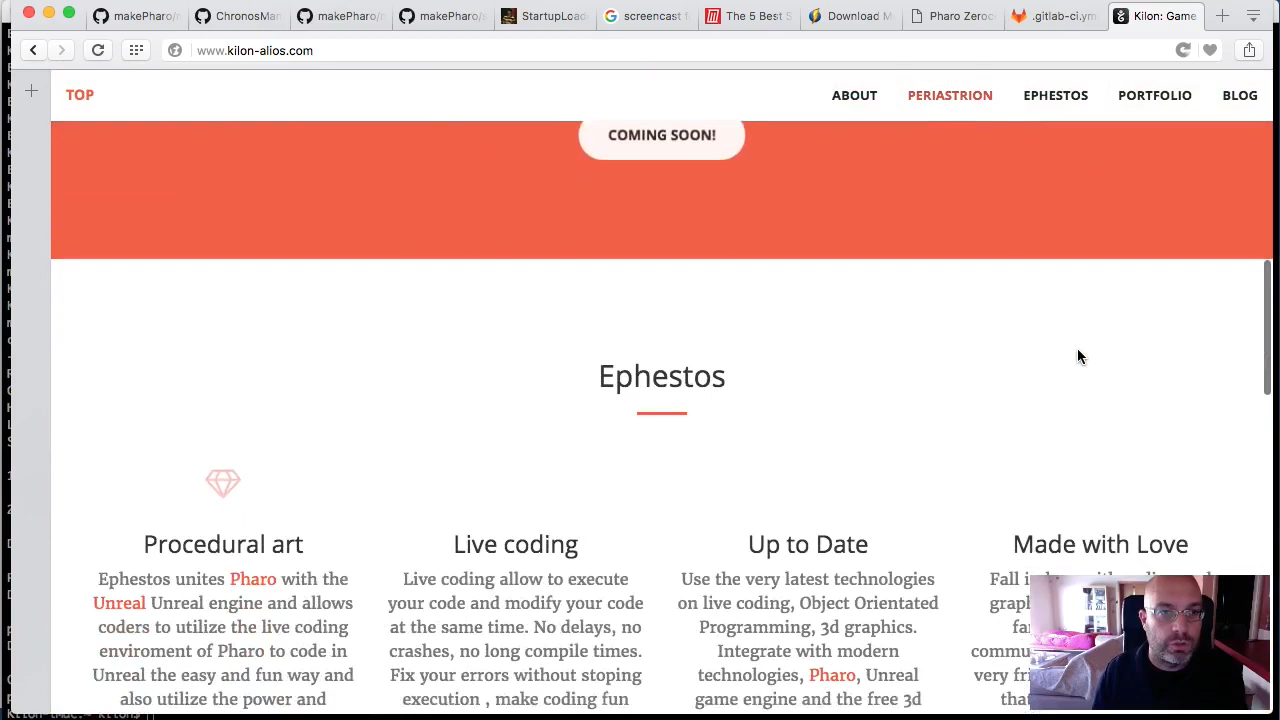 makePharo/
ChronosMan
makePharo/n
makePharo/s
StartupLoad
screencast f
The 5 Best S
Download M
Pharo Zeroc
.gitlab-ci.ym
Kilon: Game
www.kilon-alios.com
TOP
ABOUT
PERIASTRION
EPHESTOS
PORTFOLIO
BLOG
COMING SOON!
Ephestos
Procedural art
Ephestos unites Pharo with the
Unreal Unreal engine and allows
coders to utilize the live coding
enviroment of Pharo to code in
Unreal the easy and fun way and
also utilize the power and
Live coding
Live coding allow to execute
your code and modify your code
at the same time. No delays, no
crashes, no long compile times.
Fix your errors without stoping
execution , make coding fun
Up to Date
Use the very latest technologies
on live coding, Object Orientated
Programming, 3d graphics.
Integrate with modern
technologies, Pharo, Unreal
game engine and the free 3d
Made with Love
Fall
grap
fa
commu
very fri
tha